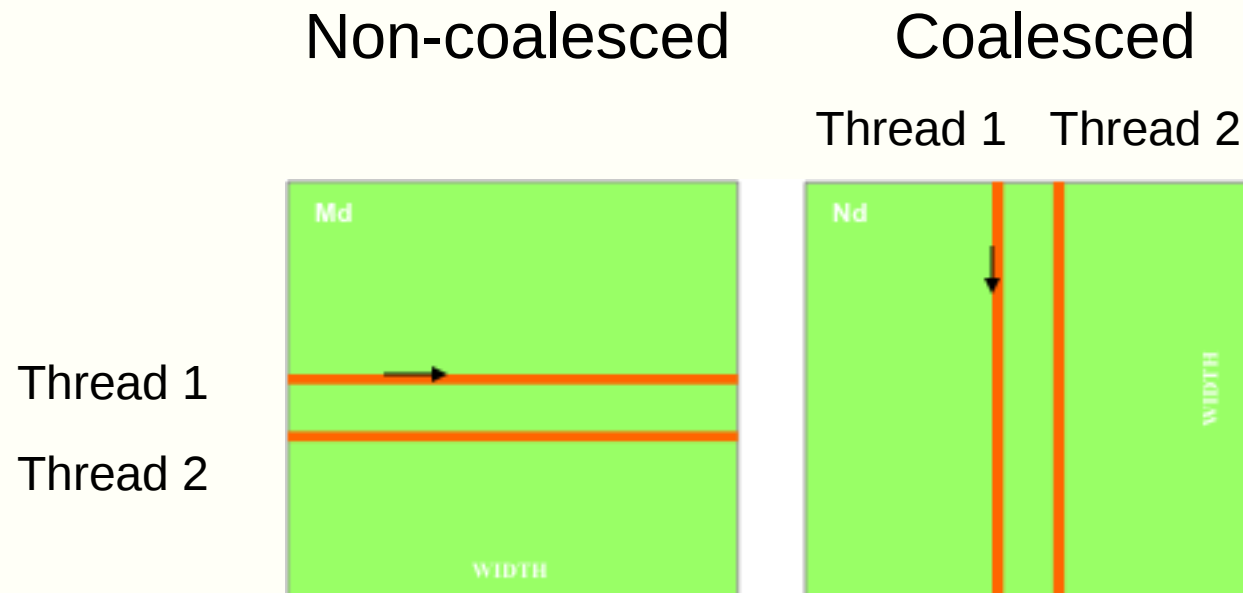 Non-coalesced
Coalesced
Thread 1
Thread 2
Md
Nd
WIDTH
Thread 1
Thread 2
WIDTH